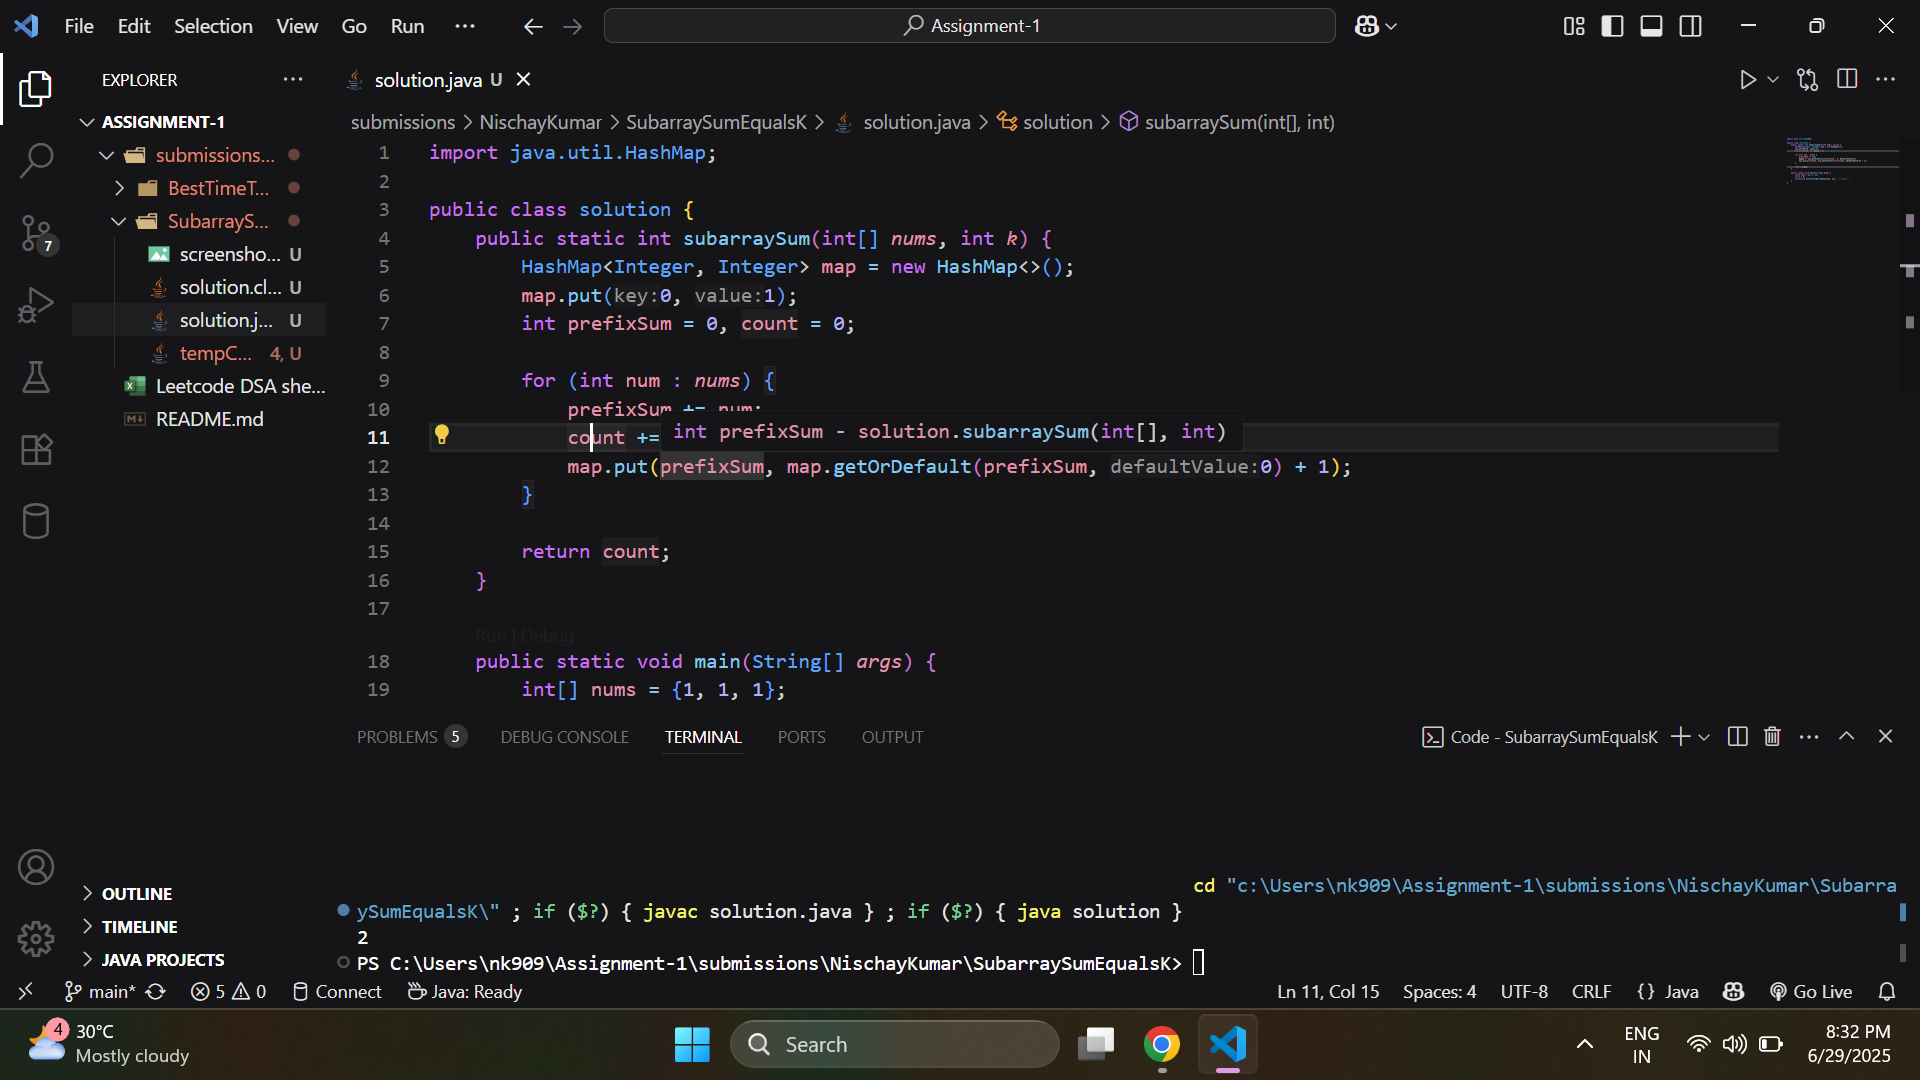 File Edit Selection View Go Run ···
Assignment-1
EXPLORER ···
ASSIGNMENT-1
submissions...
BestTimeT...
SubarrayS...
screensho... U
solution.cl... U
solution.j... U
tempC... 4, U
Leetcode DSA she...
README.md
OUTLINE
TIMELINE
JAVA PROJECTS
7
solution.java U
submissions > NischayKumar > SubarraySumEqualsK > solution.java > solution > subarraySum(int[], int)
1 import java.util.HashMap;
2
3 public class solution {
4 public static int subarraySum(int[] nums, int k) {
5 HashMap<Integer, Integer> map = new HashMap<>();
6 map.put(key:0, value:1);
7 int prefixSum = 0, count = 0;
8
9 for (int num : nums) {
10 prefixSum += num;
11 count +=
int prefixSum - solution.subarraySum(int[], int)
12 map.put(prefixSum, map.getOrDefault(prefixSum, defaultValue:0) + 1);
13 }
14
15 return count;
16 }
17
Run | Debug
18 public static void main(String[] args) {
19 int[] nums = {1, 1, 1};
PROBLEMS 5 DEBUG CONSOLE TERMINAL PORTS OUTPUT
Code - SubarraySumEqualsK
cd "c:\Users\nk909\Assignment-1\submissions\NischayKumar\Subarra
ySumEqualsK\" ; if ($?) { javac solution.java } ; if ($?) { java solution }
2
PS C:\Users\nk909\Assignment-1\submissions\NischayKumar\SubarraySumEqualsK>
main* 5 0 Connect Java: Ready
Ln 11, Col 15 Spaces: 4 UTF-8 CRLF {} Java Go Live
4 30°C
Mostly cloudy
Search
ENG
IN
8:32 PM
6/29/2025